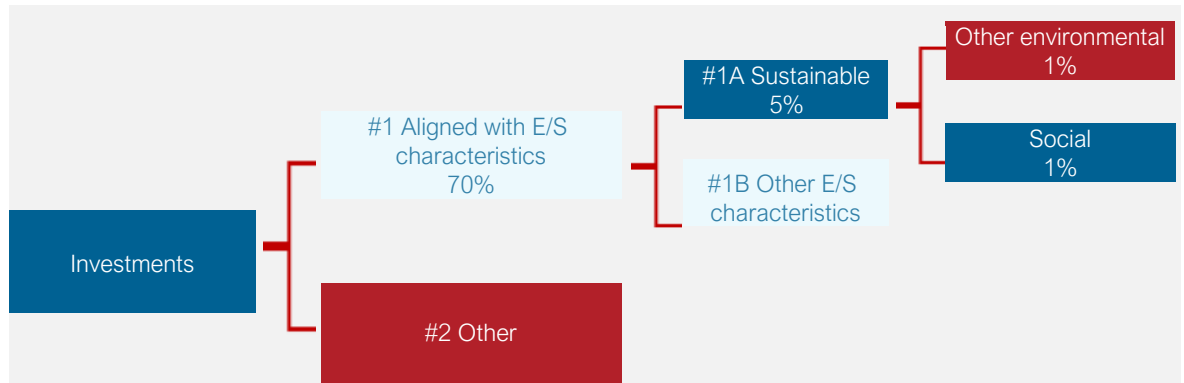 Investments
#1 Aligned with E/S
characteristics
70%
#2 Other
#1A Sustainable
5%
#1B Other E/S
characteristics
Other environmental
1%
Social
1%